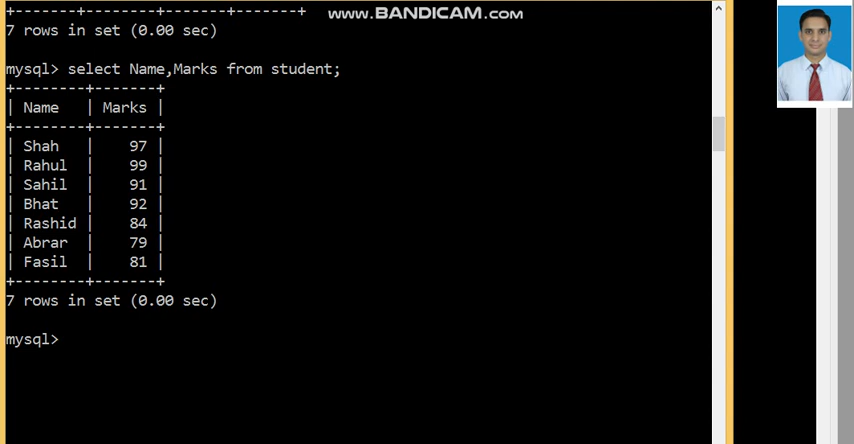 +--------+--------+------+-------+
www.BANDICAM.com
7 rows in set (0.00 sec)
mysql> select Name,Marks from student;
+--------+-------+
| Name   | Marks |
+--------+-------+
| Shah   |    97 |
| Rahul  |    99 |
| Sahil  |    91 |
| Bhat   |    92 |
| Rashid |    84 |
| Abrar  |    79 |
| Fasil  |    81 |
+--------+-------+
7 rows in set (0.00 sec)
mysql>